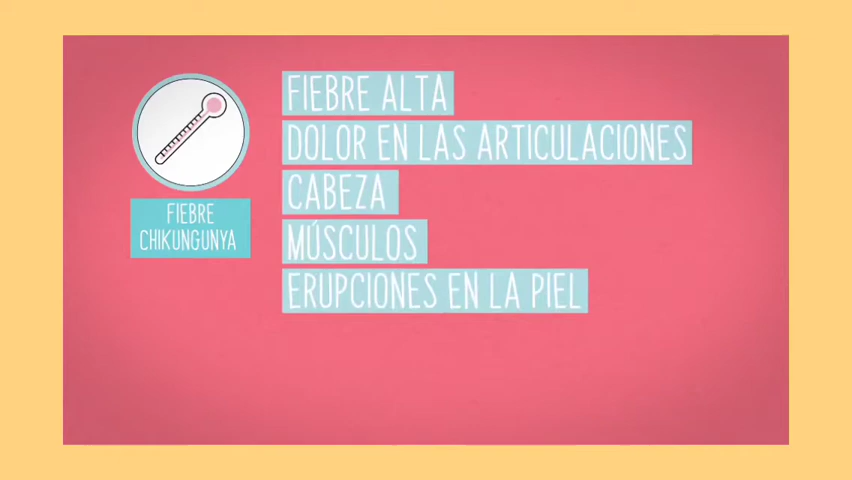 FIEBRE
CHIKUNGUNYA
FIEBRE ALTA
DOLOR EN LAS ARTICULACIONES
CABEZA
MÚSCULOS
ERUPCIONES EN LA PIEL